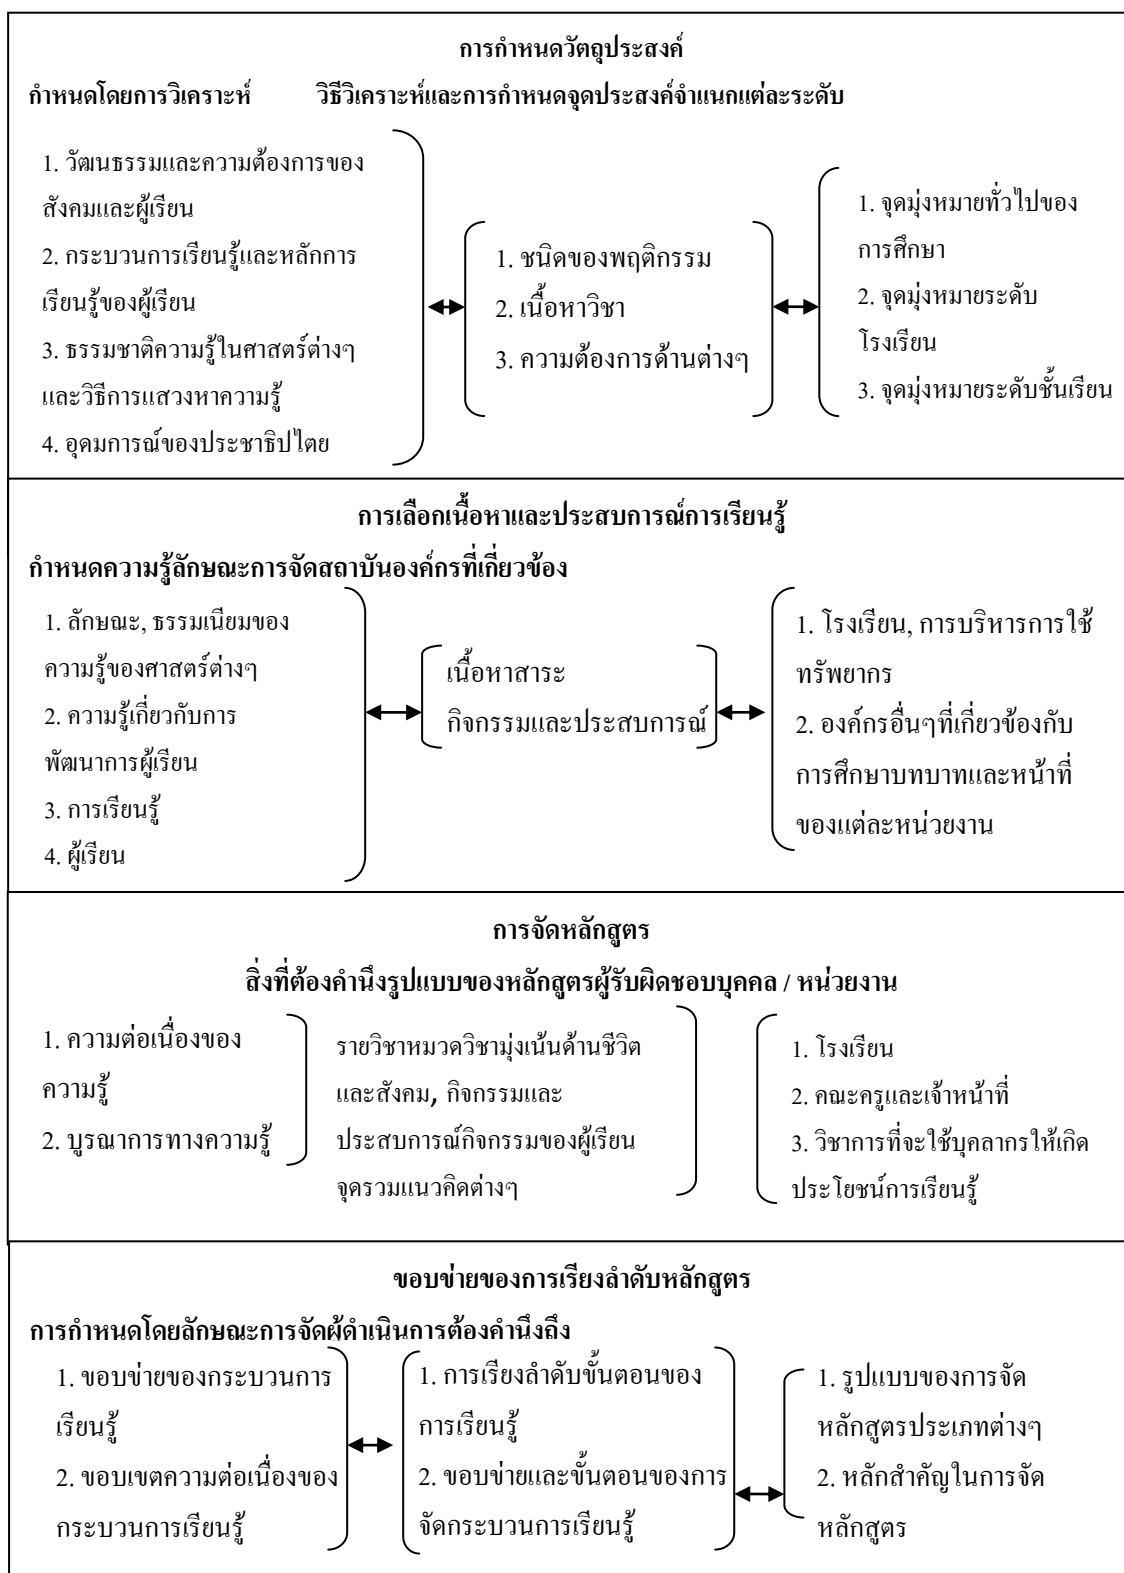 การกำหนดวัตถุประสงค์
กำหนดโดยการวิเคราะห์ วิธีวิเคราะห์และการกำหนดจุดประสงค์จำแนกแต่ละระดับ
1. วัฒนธรรมและความต้องการของ
สังคมและผู้เรียน
2. กระบวนการเรียนรู้และหลักการ
เรียนรู้ของผู้เรียน
3. ธรรมชาติความรู้ในศาสตร์ต่างๆ
และวิธีการแสวงหาความรู้
4. อุดมการณ์ของประชาธิปไตย
1. ชนิดของพฤติกรรม
2. เนื้อหาวิชา
3. ความต้องการด้านต่างๆ
1. จุดมุ่งหมายทั่วไปของ
การศึกษา
2. จุดมุ่งหมายระดับ
โรงเรียน
3. จุดมุ่งหมายระดับชั้นเรียน
การเลือกเนื้อหาและประสบการณ์การเรียนรู้
กำหนดความรู้ลักษณะการจัดสถาบันองค์กรที่เกี่ยวข้อง
1. ลักษณะ, ธรรมเนียมของ
ความรู้ของศาสตร์ต่างๆ
2. ความรู้เกี่ยวกับการ
พัฒนาการผู้เรียน
3. การเรียนรู้
4. ผู้เรียน
เนื้อหาสาระ
กิจกรรมและประสบการณ์
1. โรงเรียน, การบริหารการใช้
ทรัพยากร
2. องค์กรอื่นๆที่เกี่ยวข้องกับ
การศึกษาบทบาทและหน้าที่
ของแต่ละหน่วยงาน
การจัดหลักสูตร
สิ่งที่ต้องคำนึงรูปแบบของหลักสูตรผู้รับผิดชอบบุคคล / หน่วยงาน
1. ความต่อเนื่องของ
ความรู้
2. บูรณาการทางความรู้
รายวิชาหมวดวิชามุ่งเน้นด้านชีวิต
และสังคม, กิจกรรมและ
ประสบการณ์กิจกรรมของผู้เรียน
จุดรวมแนวคิดต่างๆ
1. โรงเรียน
2. คณะครูและเจ้าหน้าที่
3. วิชาการที่จะใช้บุคลากรให้เกิด
ประโยชน์การเรียนรู้
ขอบข่ายของการเรียงลำดับหลักสูตร
การกำหนดโดยลักษณะการจัดผู้ดำเนินการต้องคำนึงถึง
1. ขอบข่ายของกระบวนการ
เรียนรู้
2. ขอบเขตความต่อเนื่องของ
กระบวนการเรียนรู้
1. การเรียงลำดับขั้นตอนของ
การเรียนรู้
2. ขอบข่ายและขั้นตอนของการ
จัดกระบวนการเรียนรู้
1. รูปแบบของการจัด
หลักสูตรประเภทต่างๆ
2. หลักสำคัญในการจัด
หลักสูตร